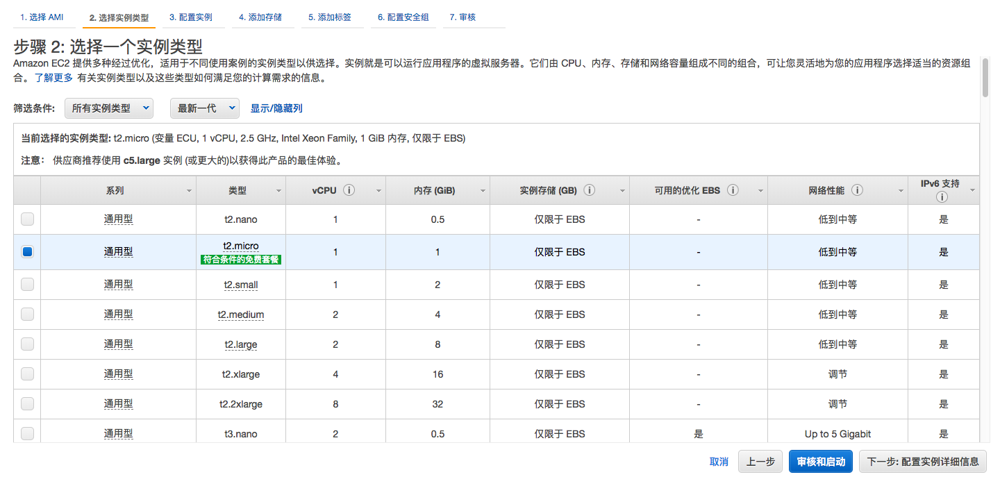 1. 选择 AMI 2. 选择实例类型 3. 配置实例 4. 添加存储 5. 添加标签 6. 配置安全组 7. 审核
步骤 2: 选择一个实例类型
Amazon EC2 提供多种经过优化，适用于不同使用案例的实例类型以供选择。实例就是可以运行应用程序的虚拟服务器。它们由 CPU、内存、存储和网络容量组成不同的组合，可让您灵活地为您的应用程序选择适当的资源组
合。了解更多 有关实例类型以及这些类型如何满足您的计算需求的信息。
筛选条件: 所有实例类型 最新一代 显示/隐藏列
当前选择的实例类型: t2.micro (变量 ECU, 1 vCPU, 2.5 GHz, Intel Xeon Family, 1 GiB 内存, 仅限于 EBS)
注意： 供应商推荐使用 c5.large 实例 (或更大的)以获得此产品的最佳体验。
系列 类型 vCPU 内存 (GiB) 实例存储 (GB) 可用的优化 EBS 网络性能 IPv6 支持
通用型 t2.nano 1 0.5 仅限于 EBS - 低到中等 是
通用型 t2.micro 1 1 仅限于 EBS - 低到中等 是
符合条件的免费套餐
通用型 t2.small 1 2 仅限于 EBS - 低到中等 是
通用型 t2.medium 2 4 仅限于 EBS - 低到中等 是
通用型 t2.large 2 8 仅限于 EBS - 低到中等 是
通用型 t2.xlarge 4 16 仅限于 EBS - 调节 是
通用型 t2.2xlarge 8 32 仅限于 EBS - 调节 是
通用型 t3.nano 2 0.5 仅限于 EBS 是 Up to 5 Gigabit 是
取消 上一步 审核和启动 下一步: 配置实例详细信息